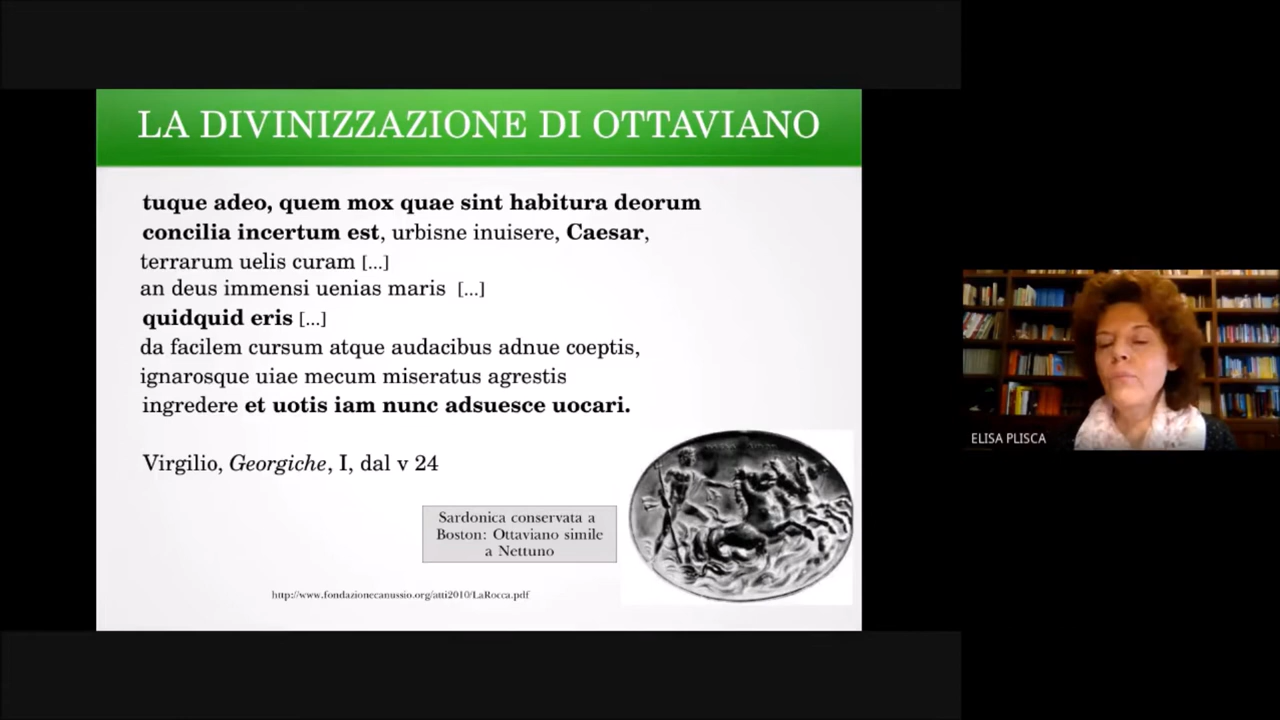 LA DIVINIZZAZIONE DI OTTAVIANO
tuque adeo, quem mox quae sint habitura deorum
concilia incertum est, urbisne inuisere, Caesar,
terrarum uelis curam [...]
an deus immensi uenias maris [...]
quidquid eris [...]
da facilem cursum atque audacibus adnue coeptis,
ignarosque uiae mecum miseratus agrestis
ingredere et uotis iam nunc adsuesce uocari.
Virgilio, Georgiche, I, dal v 24
Sardonica conservata a
Boston: Ottaviano simile
a Nettuno
http://www.fondazionecanussio.org/atti2010/LaRocca.pdf
ELISA PLISCA